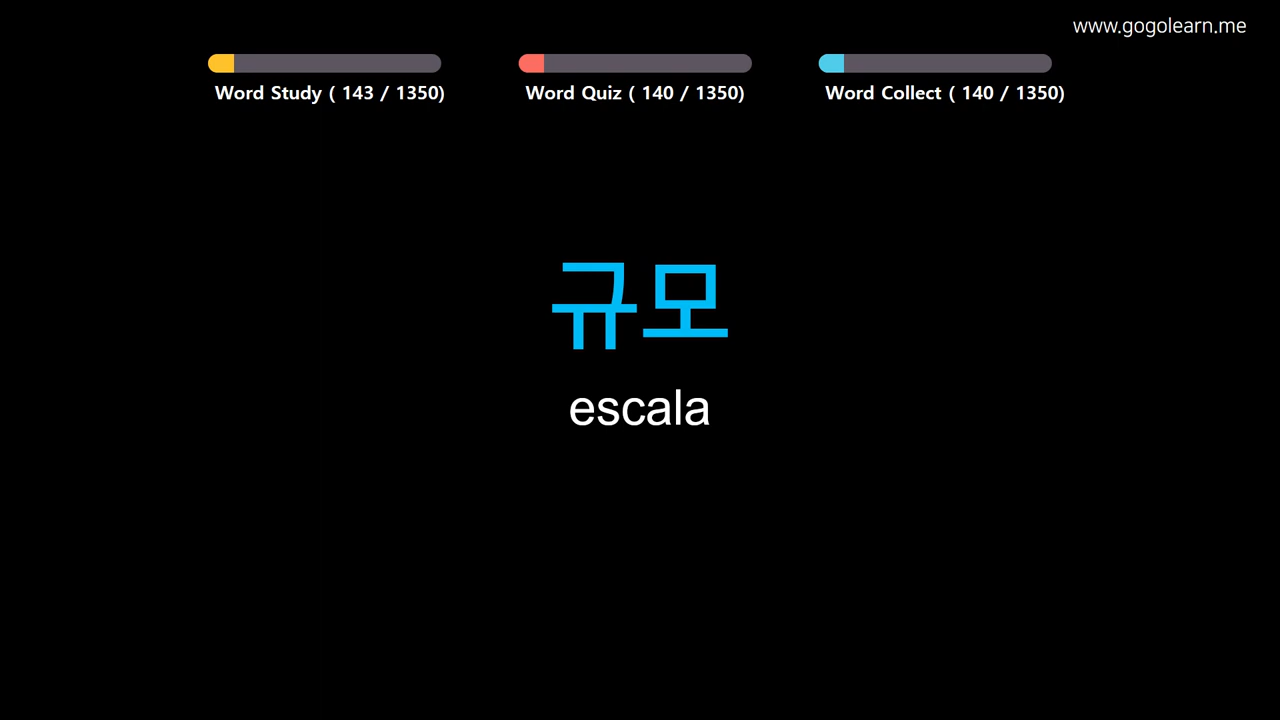 www.gogolearn.me
Word Study ( 143 / 1350)
Word Quiz ( 140 / 1350)
Word Collect ( 140 / 1350)
규모
escala